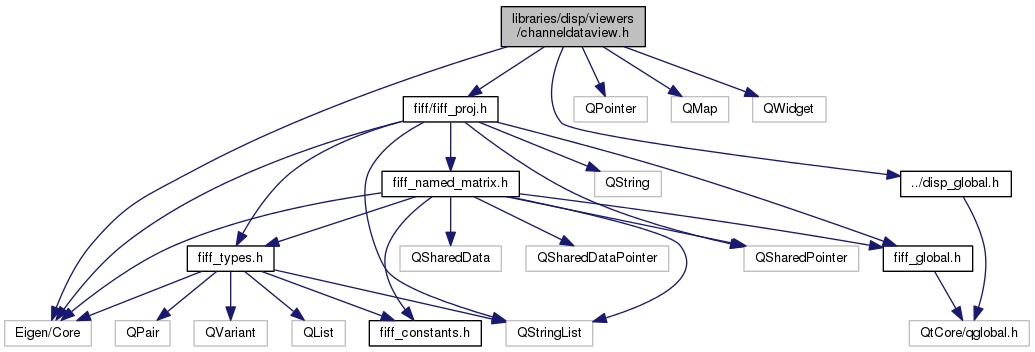 libraries/disp/viewers
/channeldataview.h
fiff/fiff_proj.h
QPointer
QMap
QWidget
fiff_named_matrix.h
QString
../disp_global.h
fiff_types.h
QSharedData
QSharedDataPointer
QSharedPointer
fiff_global.h
Eigen/Core
QPair
QVariant
QList
fiff_constants.h
QStringList
QtCore/qglobal.h